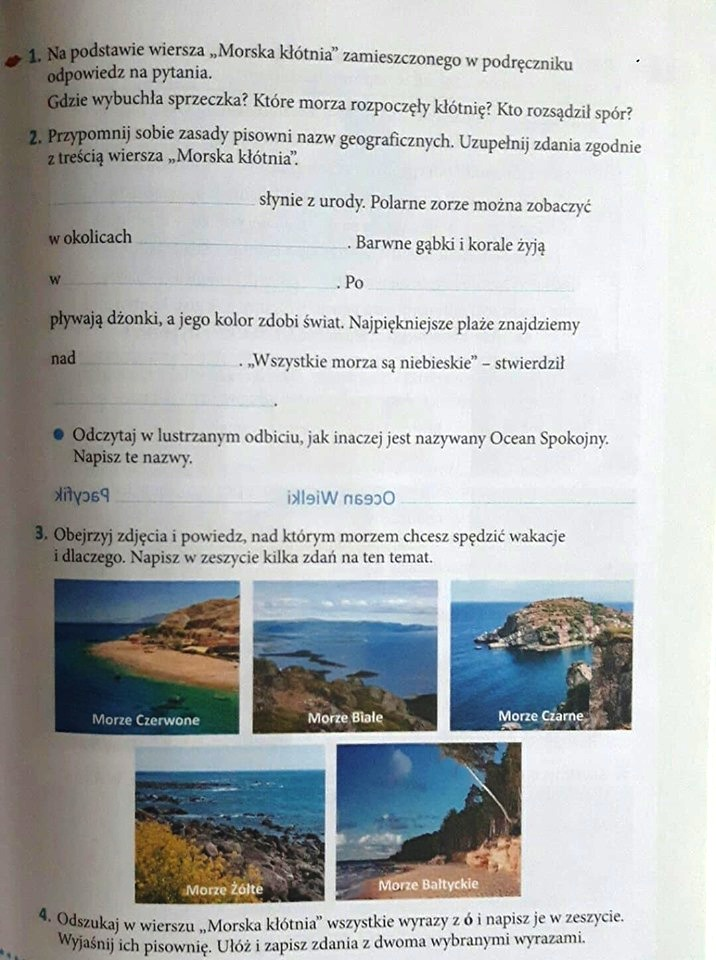 1. Na podstawie wiersza „Morska kłótnia” zamieszczonego w podręczniku
odpowiedz na pytania.
Gdzie wybuchła sprzeczka? Które morza rozpoczęły kłótnię? Kto rozsądził spór?
2. Przypomnij sobie zasady pisowni nazw geograficznych. Uzupełnij zdania zgodnie
z treścią wiersza „Morska kłótnia”.
słynie z urody. Polarne zorze można zobaczyć
w okolicach . Barwne gąbki i korale żyją
w . Po
pływają dżonki, a jego kolor zdobi świat. Najpiękniejsze plaże znajdziemy
nad . „Wszystkie morza są niebieskie” – stwierdził
.
• Odczytaj w lustrzanym odbiciu, jak inaczej jest nazywany Ocean Spokojny.
Napisz te nazwy.
Pacyfik Ocean Wielki
3. Obejrzyj zdjęcia i powiedz, nad którym morzem chcesz spędzić wakacje
i dlaczego. Napisz w zeszycie kilka zdań na ten temat.
Morze Czerwone Morze Białe Morze Czarne
Morze Żółte Morze Bałtyckie
4. Odszukaj w wierszu „Morska kłótnia” wszystkie wyrazy z ó i napisz je w zeszycie.
Wyjaśnij ich pisownię. Ułóż i zapisz zdania z dwoma wybranymi wyrazami.